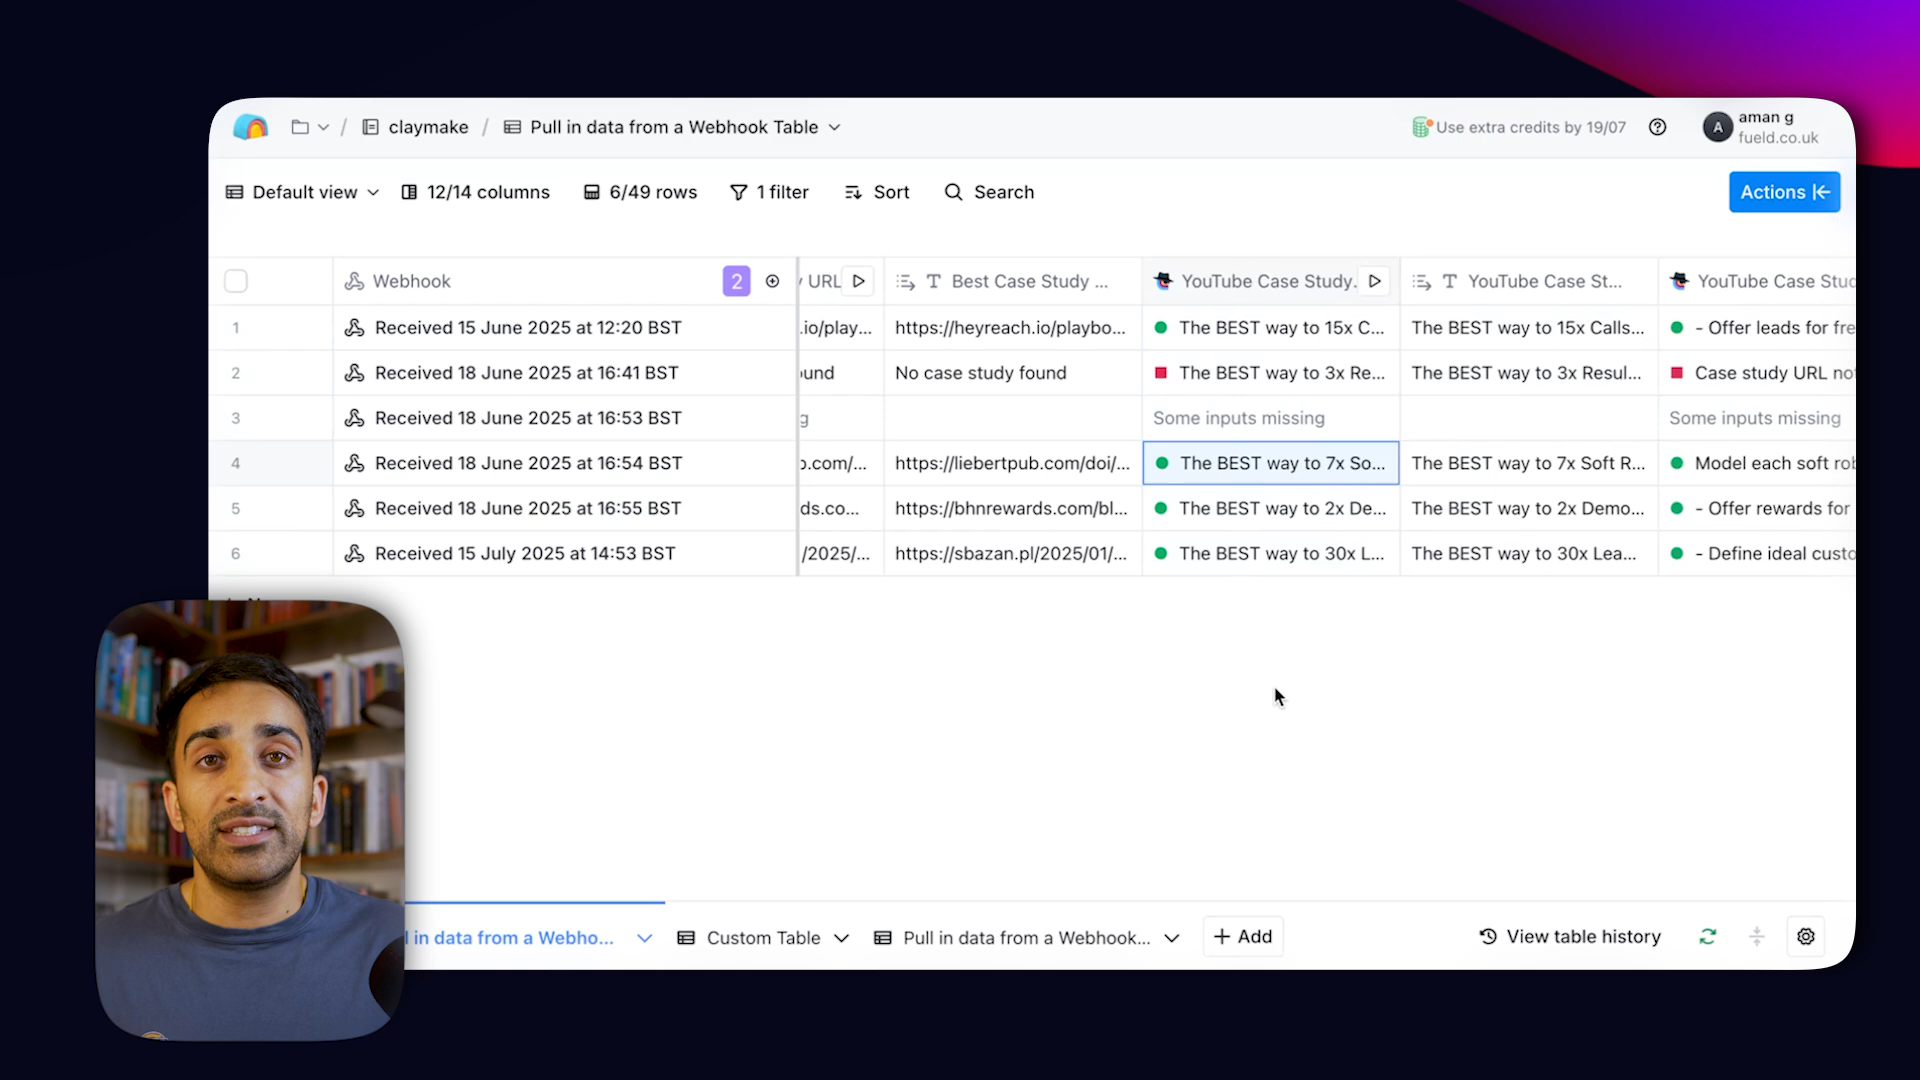 claymake / Pull in data from a Webhook Table
Use extra credits by 19/07
A
aman g
fueld.co.uk
Default view
12/14 columns
6/49 rows
1 filter
Sort
Search
Actions
Webhook 2 URL Best Case Study ... YouTube Case Study. YouTube Case St... YouTube Case Stud
1 Received 15 June 2025 at 12:20 BST .io/play... https://heyreach.io/playbo... The BEST way to 15x C... The BEST way to 15x Calls... - Offer leads for fre
2 Received 18 June 2025 at 16:41 BST und No case study found The BEST way to 3x Re... The BEST way to 3x Resul... Case study URL not
3 Received 18 June 2025 at 16:53 BST g Some inputs missing Some inputs missing
4 Received 18 June 2025 at 16:54 BST .com/... https://liebertpub.com/doi/... The BEST way to 7x So... The BEST way to 7x Soft R... Model each soft rob
5 Received 18 June 2025 at 16:55 BST ds.co... https://bhnrewards.com/bl... The BEST way to 2x De... The BEST way to 2x Demo... - Offer rewards for
6 Received 15 July 2025 at 14:53 BST /2025/... https://sbazan.pl/2025/01/... The BEST way to 30x L... The BEST way to 30x Lea... - Define ideal custo
l in data from a Webho...
Custom Table
Pull in data from a Webhook...
+ Add
View table history